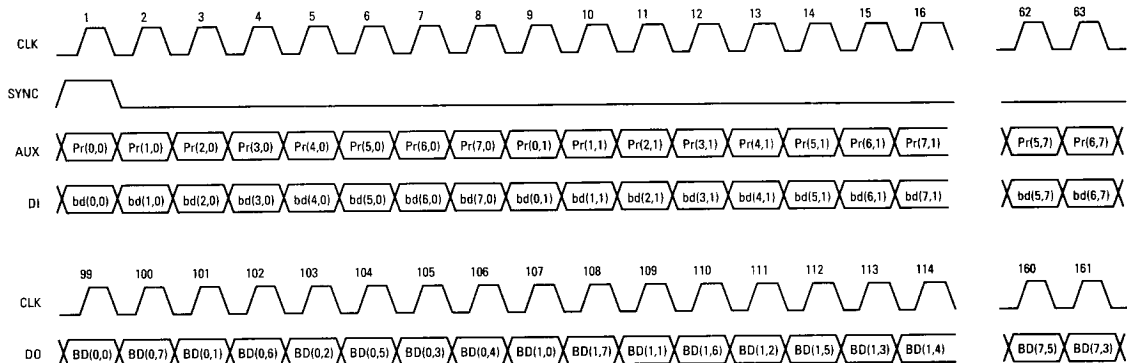 1 2 3 4 5 6 7 8 9 10 11 12 13 14 15 16 62 63
CLK
SYNC
AUX Pr(0,0) Pr(1,0) Pr(2,0) Pr(3,0) Pr(4,0) Pr(5,0) Pr(6,0) Pr(7,0) Pr(0,1) Pr(1,1) Pr(2,1) Pr(3,1) Pr(4,1) Pr(5,1) Pr(6,1) Pr(7,1) Pr(5,7) Pr(6,7)
DI bd(0,0) bd(1,0) bd(2,0) bd(3,0) bd(4,0) bd(5,0) bd(6,0) bd(7,0) bd(0,1) bd(1,1) bd(2,1) bd(3,1) bd(4,1) bd(5,1) bd(6,1) bd(7,1) bd(5,7) bd(6,7)
99 100 101 102 103 104 105 106 107 108 109 110 111 112 113 114 160 161
CLK
DO BD(0,0) BD(0,7) BD(0,1) BD(0,6) BD(0,2) BD(0,5) BD(0,3) BD(0,4) BD(1,0) BD(1,7) BD(1,1) BD(1,6) BD(1,2) BD(1,5) BD(1,3) BD(1,4) BD(7,5) BD(7,3)